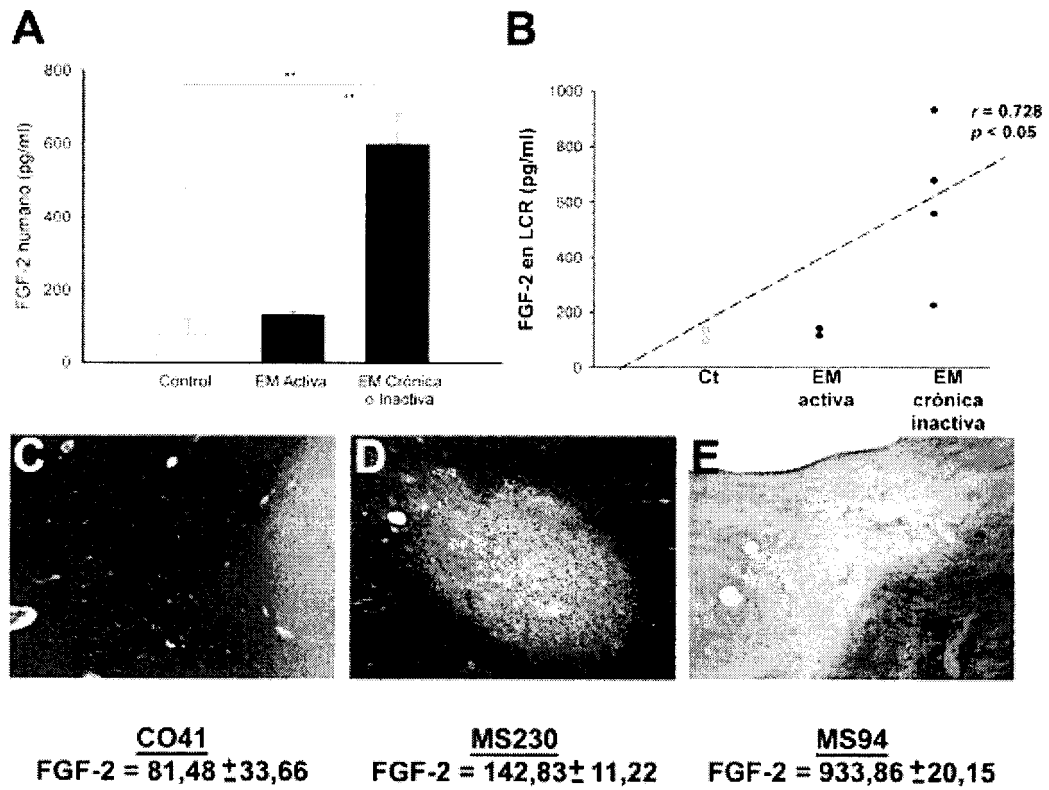 A
FGF-2 humano (pg/ml)
800
600
400
200
0
**
**
Control
EM Activa
EM Crónica
o Inactiva
B
FGF-2 en LCR (pg/ml)
1000
800
600
400
200
0
r = 0.728
p < 0.05
Ct
EM
activa
EM
crónica
inactiva
C
D
E
CO41
FGF-2 = 81,48 ±33,66
MS230
FGF-2 = 142,83± 11,22
MS94
FGF-2 = 933,86 ±20,15